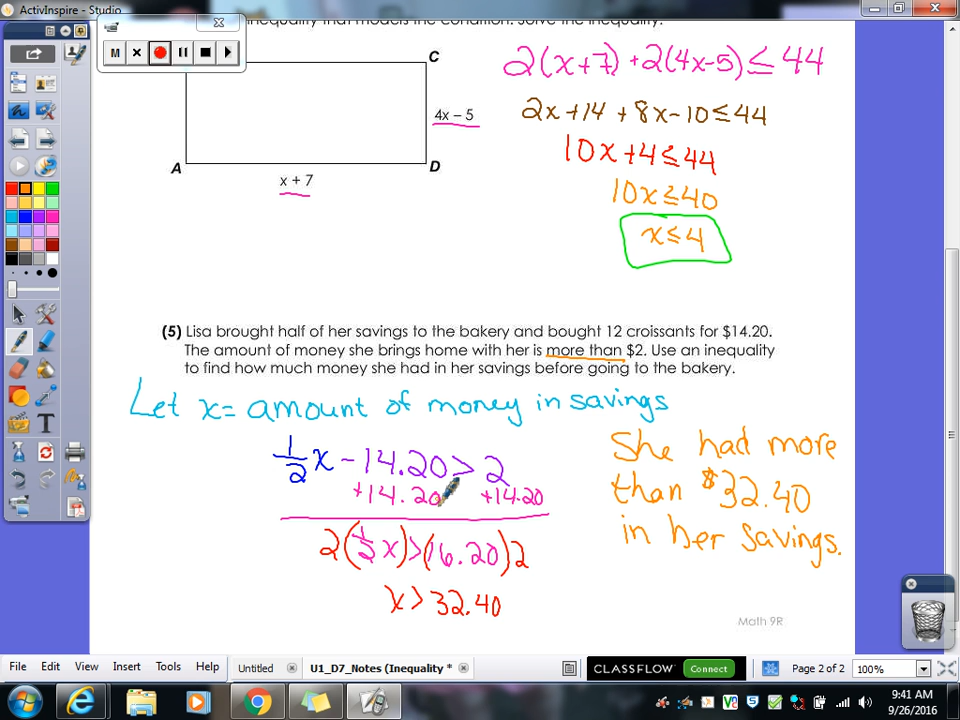 ActivInspire - Studio
inequality that models the condition. Solve the inequality.
M
C
4x – 5
A
D
x + 7
2(x+7)+2(4x-5)≤44
2x+14+8x-10≤44
10x+4≤44
10x≤40
x≤4
(5) Lisa brought half of her savings to the bakery and bought 12 croissants for $14.20.
The amount of money she brings home with her is more than $2. Use an inequality
to find how much money she had in her savings before going to the bakery.
Let x= amount of money in savings
1/2 x -14.20>2
+14.20 +14.20
2(1/2 x)>(16.20)2
x>32.40
She had more
than $32.40
in her savings.
Math 9R
File Edit View Insert Tools Help Untitled U1_D7_Notes (Inequality * CLASSFLOW Connect Page 2 of 2 100%
9:41 AM
9/26/2016